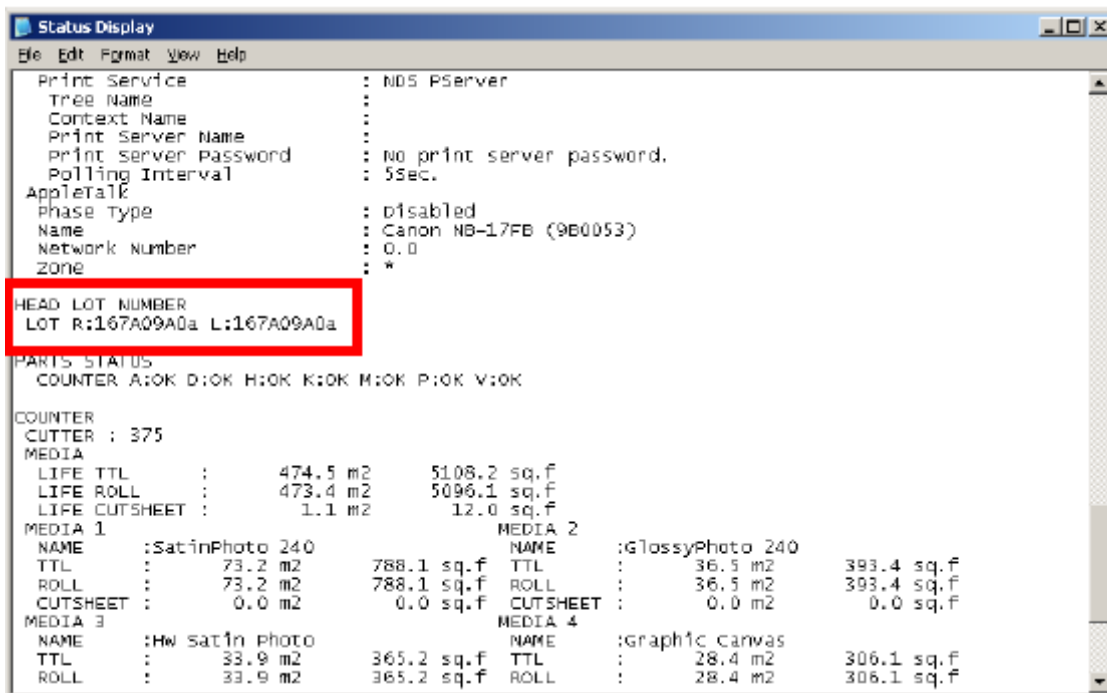 Status Display
File Edit Format View Help
Print Service : NDS PServer
Tree Name :
Context Name :
Print Server Name :
Print Server Password : No print server password.
Polling Interval : 5Sec.
AppleTalk
Phase Type : Disabled
Name : Canon NB-17FB (9B0053)
Network Number : 0.0
Zone : *
HEAD LOT NUMBER
LOT R:167A09A0a L:167A09A0a
PARTS STATUS
COUNTER A:OK D:OK H:OK K:OK M:OK P:OK V:OK
COUNTER
CUTTER : 375
MEDIA
LIFE TTL : 474.5 m2 5108.2 sq.f
LIFE ROLL : 473.4 m2 5096.1 sq.f
LIFE CUTSHEET : 1.1 m2 12.0 sq.f
MEDIA 1 MEDIA 2
NAME :SatinPhoto 240 NAME :GlossyPhoto 240
TTL : 73.2 m2 788.1 sq.f TTL : 36.5 m2 393.4 sq.f
ROLL : 73.2 m2 788.1 sq.f ROLL : 36.5 m2 393.4 sq.f
CUTSHEET : 0.0 m2 0.0 sq.f CUTSHEET : 0.0 m2 0.0 sq.f
MEDIA 3 MEDIA 4
NAME :HW Satin Photo NAME :Graphic Canvas
TTL : 33.9 m2 365.2 sq.f TTL : 28.4 m2 306.1 sq.f
ROLL : 33.9 m2 365.2 sq.f ROLL : 28.4 m2 306.1 sq.f